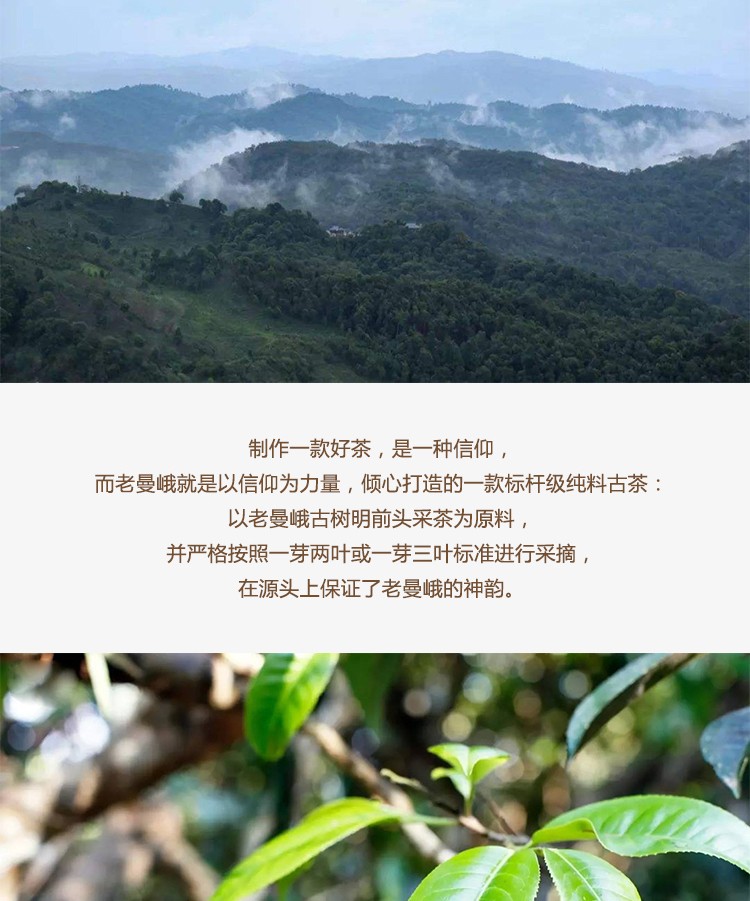 制作一款好茶，是一种信仰，
而老曼峨就是以信仰为力量，倾心打造的一款标杆级纯料古茶：
以老曼峨古树明前头采茶为原料，
并严格按照一芽两叶或一芽三叶标准进行采摘，
在源头上保证了老曼峨的神韵。